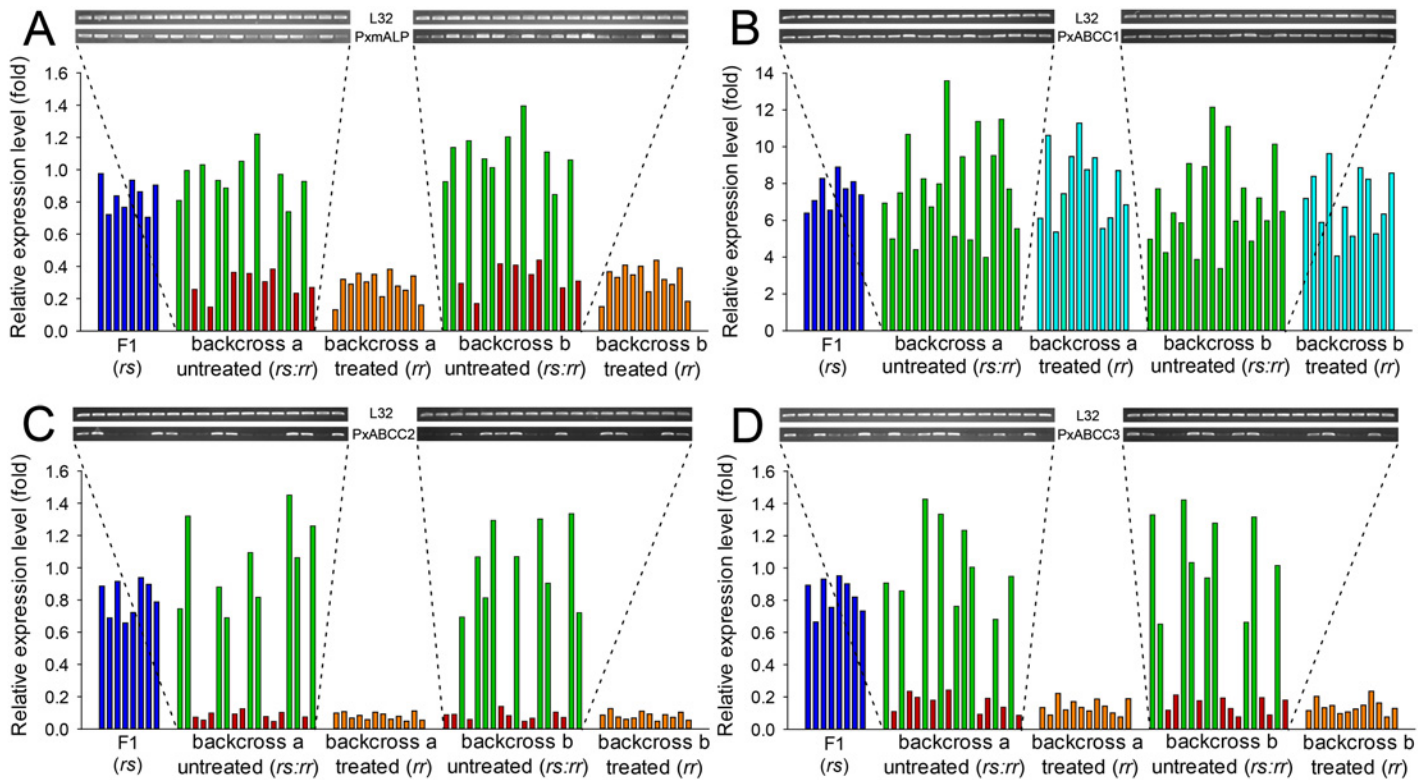 A
L32
PxmALP
Relative expression level (fold)
1.6
1.4
1.2
1.0
0.8
0.6
0.4
0.2
0.0
F1
(rs)
backcross a
untreated (rs:rr)
backcross a
treated (rr)
backcross b
untreated (rs:rr)
backcross b
treated (rr)
B
L32
PxABCC1
Relative expression level (fold)
14
12
10
8
6
4
2
0
F1
(rs)
backcross a
untreated (rs:rr)
backcross a
treated (rr)
backcross b
untreated (rs:rr)
backcross b
treated (rr)
C
L32
PxABCC2
Relative expression level (fold)
1.6
1.4
1.2
1.0
0.8
0.6
0.4
0.2
0.0
F1
(rs)
backcross a
untreated (rs:rr)
backcross a
treated (rr)
backcross b
untreated (rs:rr)
backcross b
treated (rr)
D
L32
PxABCC3
Relative expression level (fold)
1.6
1.4
1.2
1.0
0.8
0.6
0.4
0.2
0.0
F1
(rs)
backcross a
untreated (rs:rr)
backcross a
treated (rr)
backcross b
untreated (rs:rr)
backcross b
treated (rr)